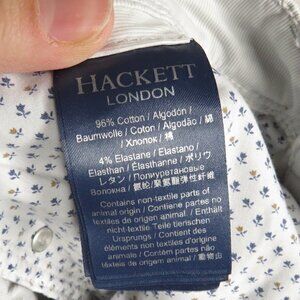 HACKETT
LONDON
96% Cotton / Algodón /
Baumwolle / Coton / Algodão / 綿
/ Хлопок / 棉
4% Elastane / Elastano /
Elasthan / Élasthanne / ポリウ
レタン / Полиуретановые
Волокна / 氨纶/聚氨酯弹性纤维
Contains non-textile parts of
animal origin / Contiene partes no
textiles de origen animal / Enthält
nicht-textile Teile tierischen
Ursprungs / Contient des
éléments non textiles d'origine
animale / Contém partes não
têxteis de origem animal / 動物由